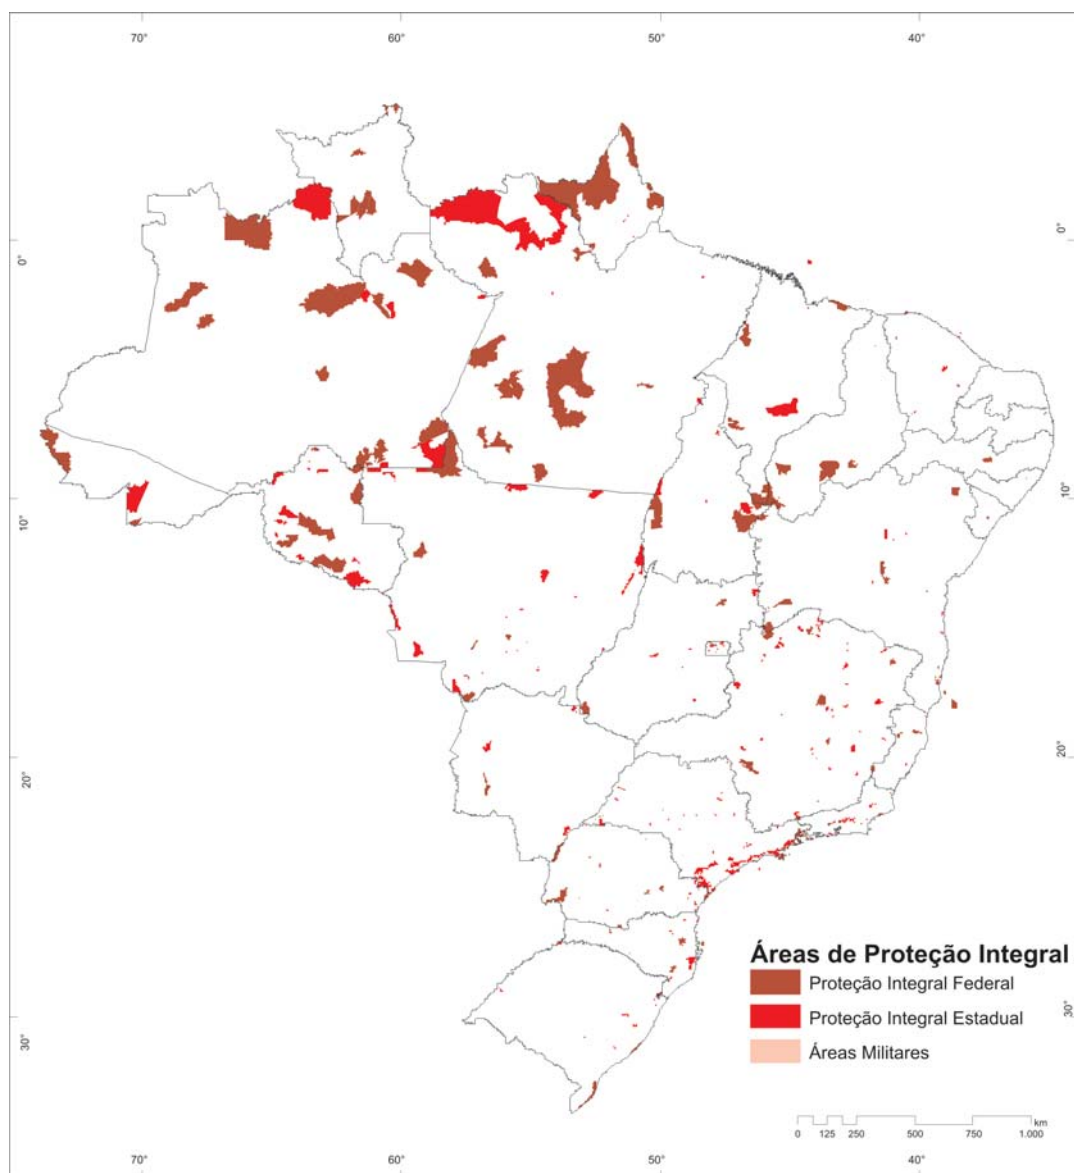 70° 60° 50° 40°
0° 0°
10° 10°
20° 20°
Áreas de Proteção Integral
Proteção Integral Federal
Proteção Integral Estadual
30°
Áreas Militares
30°
km
0 125 250 500 750 1.000
70° 60° 50° 40°